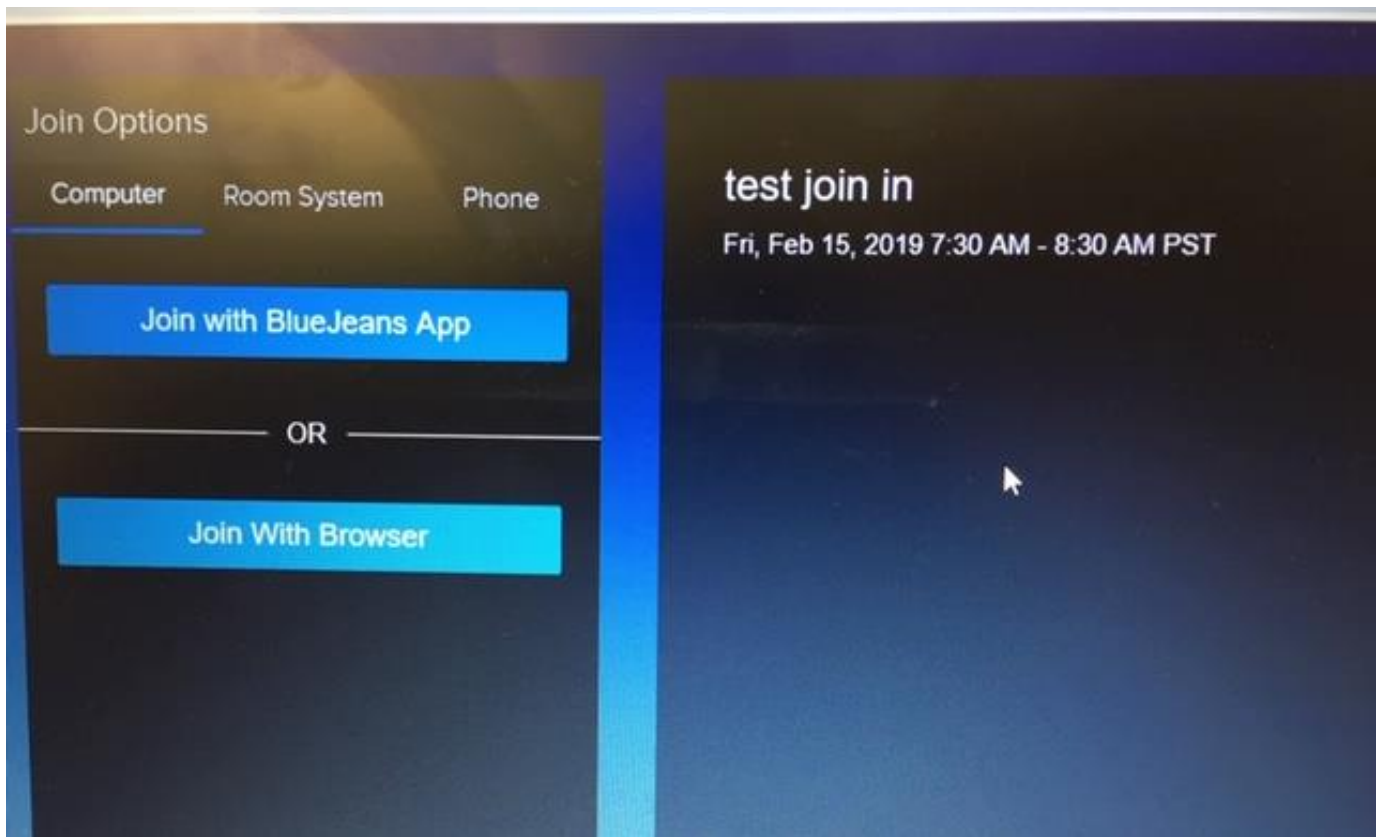 Join Options
Computer Room System Phone
Join with BlueJeans App
OR
Join With Browser
test join in
Fri, Feb 15, 2019 7:30 AM - 8:30 AM PST